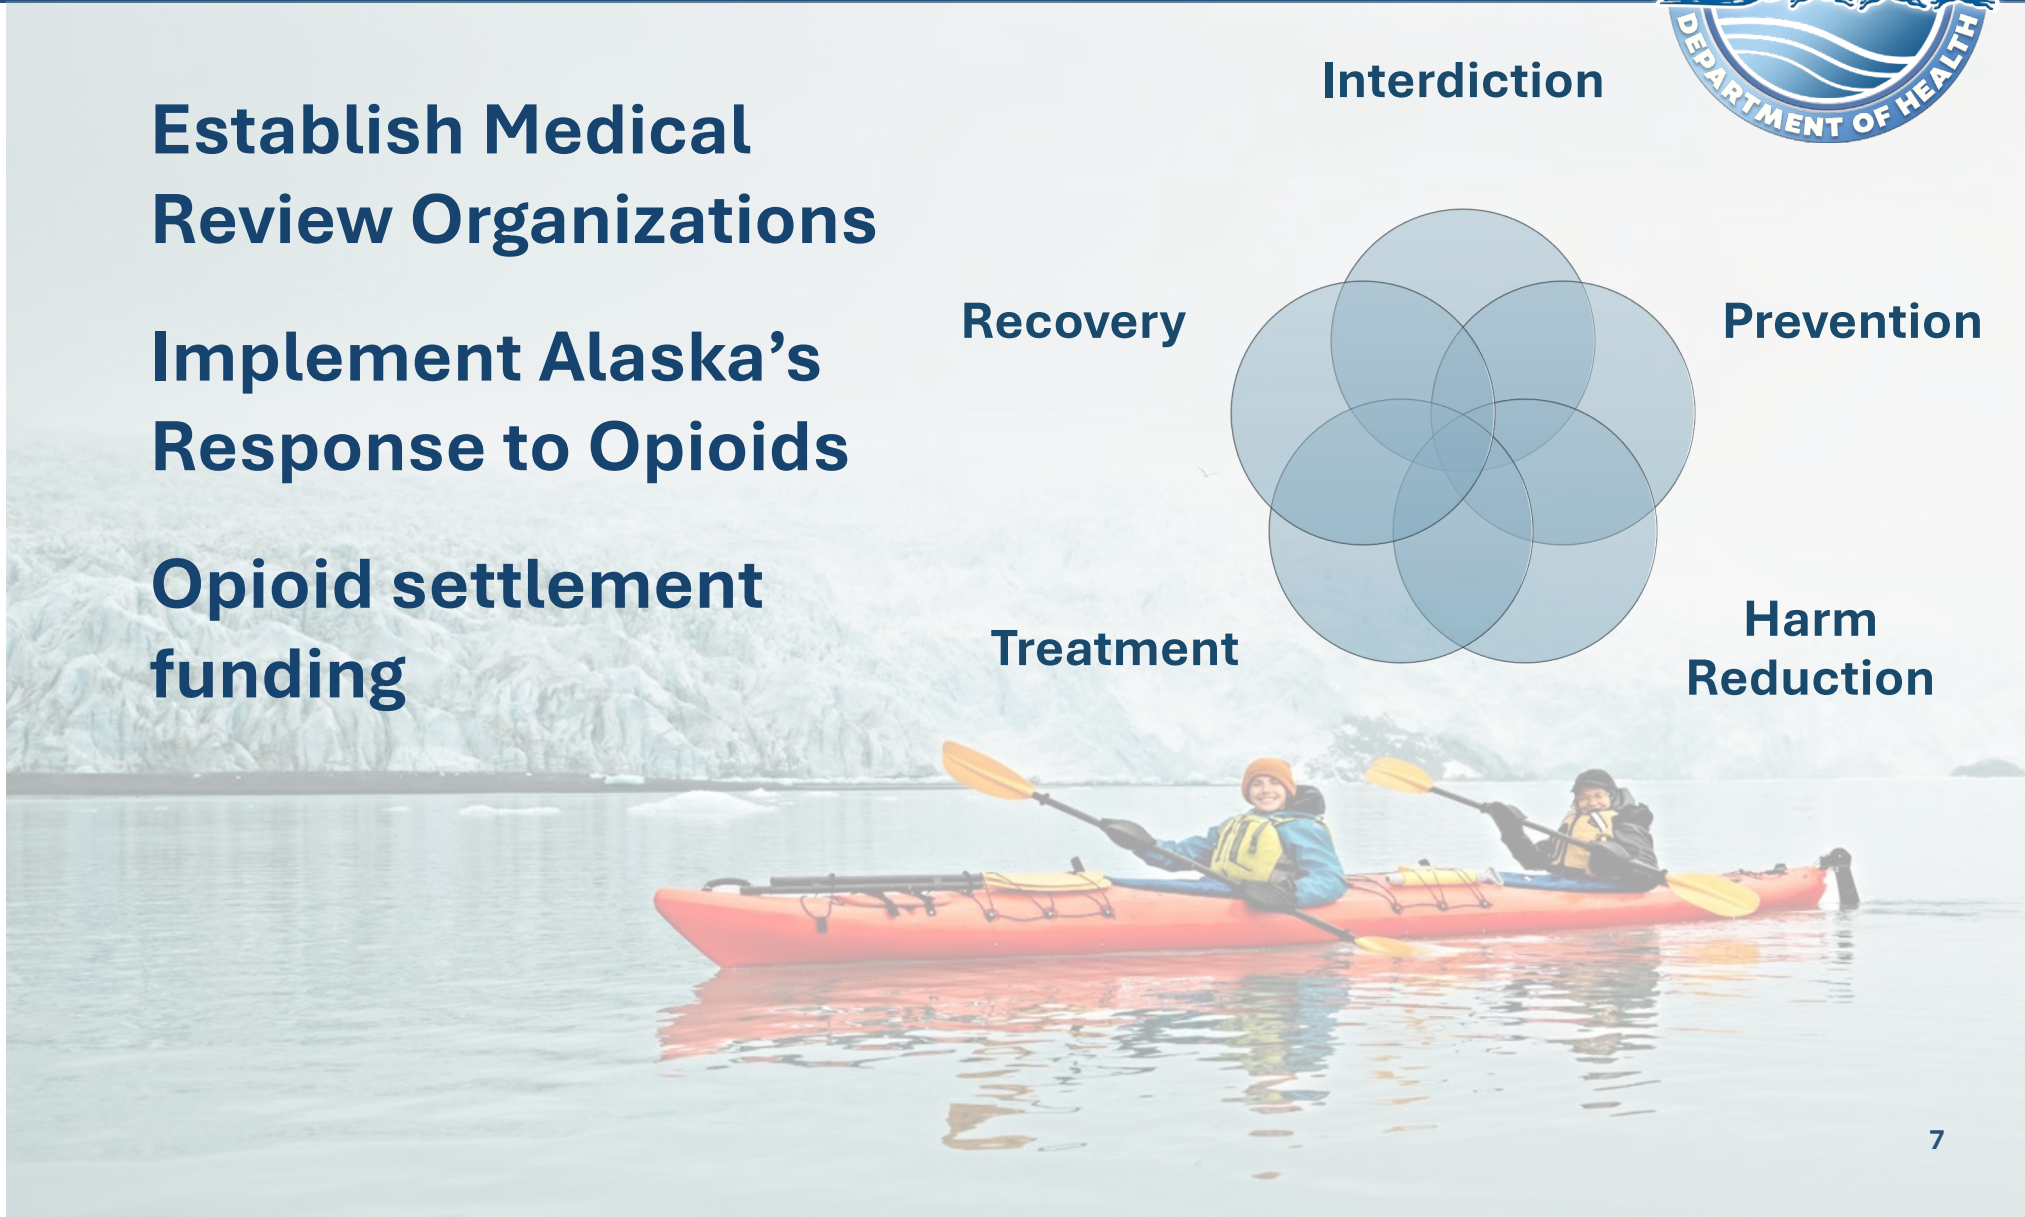 Establish Medical
Review Organizations
Implement Alaska’s
Response to Opioids
Opioid settlement
funding
DEPARTMENT OF HEALTH
Interdiction
Recovery
Prevention
Treatment
Harm
Reduction
7